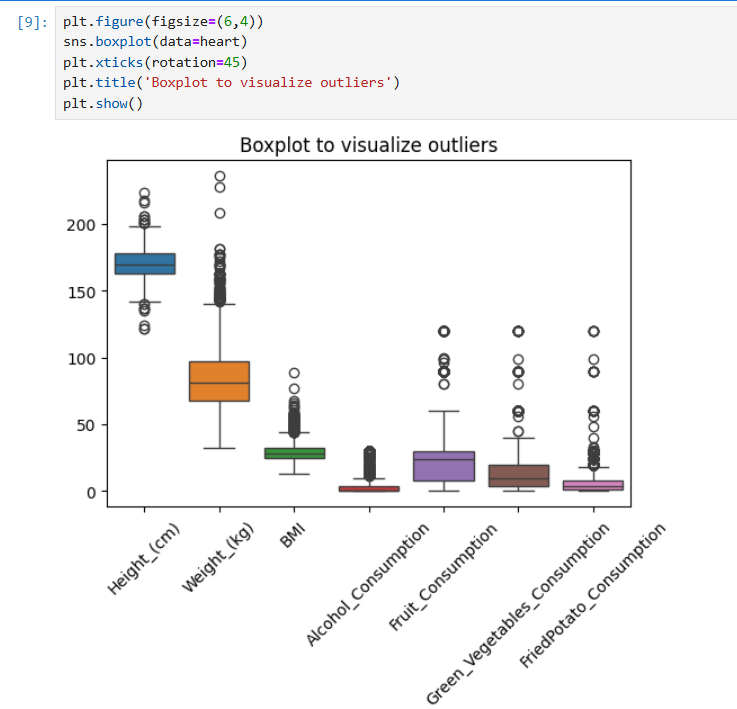 [9]: plt.figure(figsize=(6,4))
sns.boxplot(data=heart)
plt.xticks(rotation=45)
plt.title('Boxplot to visualize outliers')
plt.show()
Boxplot to visualize outliers
200
150
100
50
0
Height_(cm)
Weight_(kg)
BMI
Alcohol_Consumption
Fruit_Consumption
Green_Vegetables_Consumption
FriedPotato_Consumption